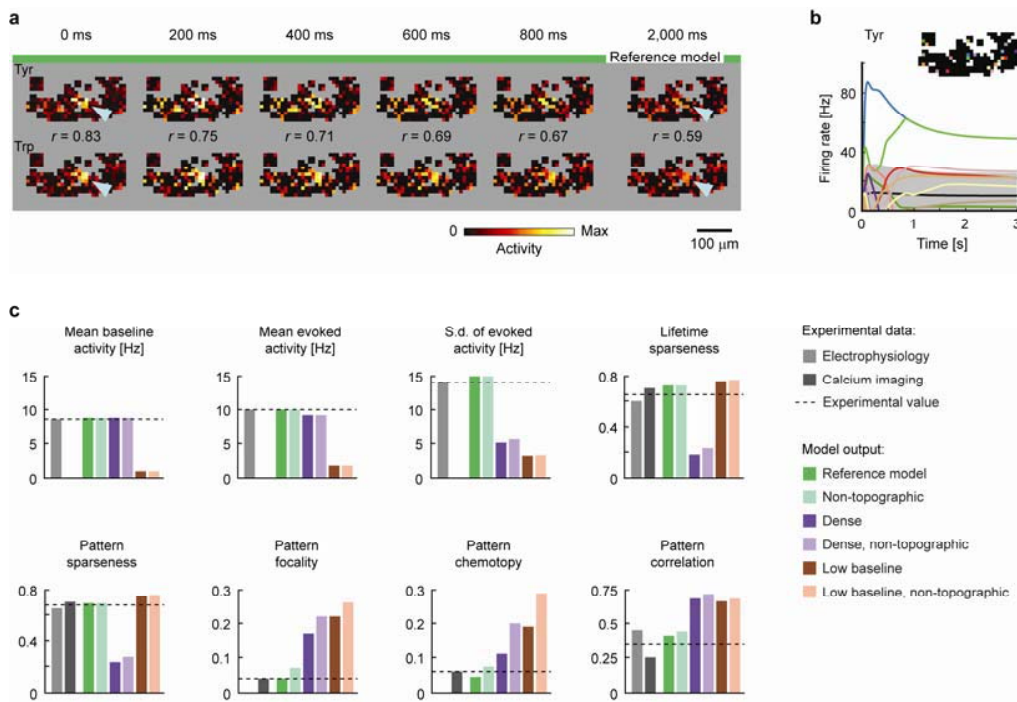 a
0 ms 200 ms 400 ms 600 ms 800 ms 2,000 ms
Reference model
Tyr
r = 0.83 r = 0.75 r = 0.71 r = 0.69 r = 0.67 r = 0.59
Trp
0 Max
Activity
100 μm
b
Tyr
80
40
0
Firing rate [Hz]
0 1 2 3
Time [s]
c
Mean baseline
activity [Hz]
15
10
5
0
Mean evoked
activity [Hz]
15
10
5
0
S.d. of evoked
activity [Hz]
15
10
5
0
Lifetime
sparseness
0.8
0.4
0
Pattern
sparseness
0.8
0.4
0
Pattern
focality
0.3
0.2
0.1
0
Pattern
chemotopy
0.3
0.2
0.1
0
Pattern
correlation
0.75
0.5
0.25
0
Experimental data:
Electrophysiology
Calcium imaging
Experimental value
Model output:
Reference model
Non-topographic
Dense
Dense, non-topographic
Low baseline
Low baseline, non-topographic